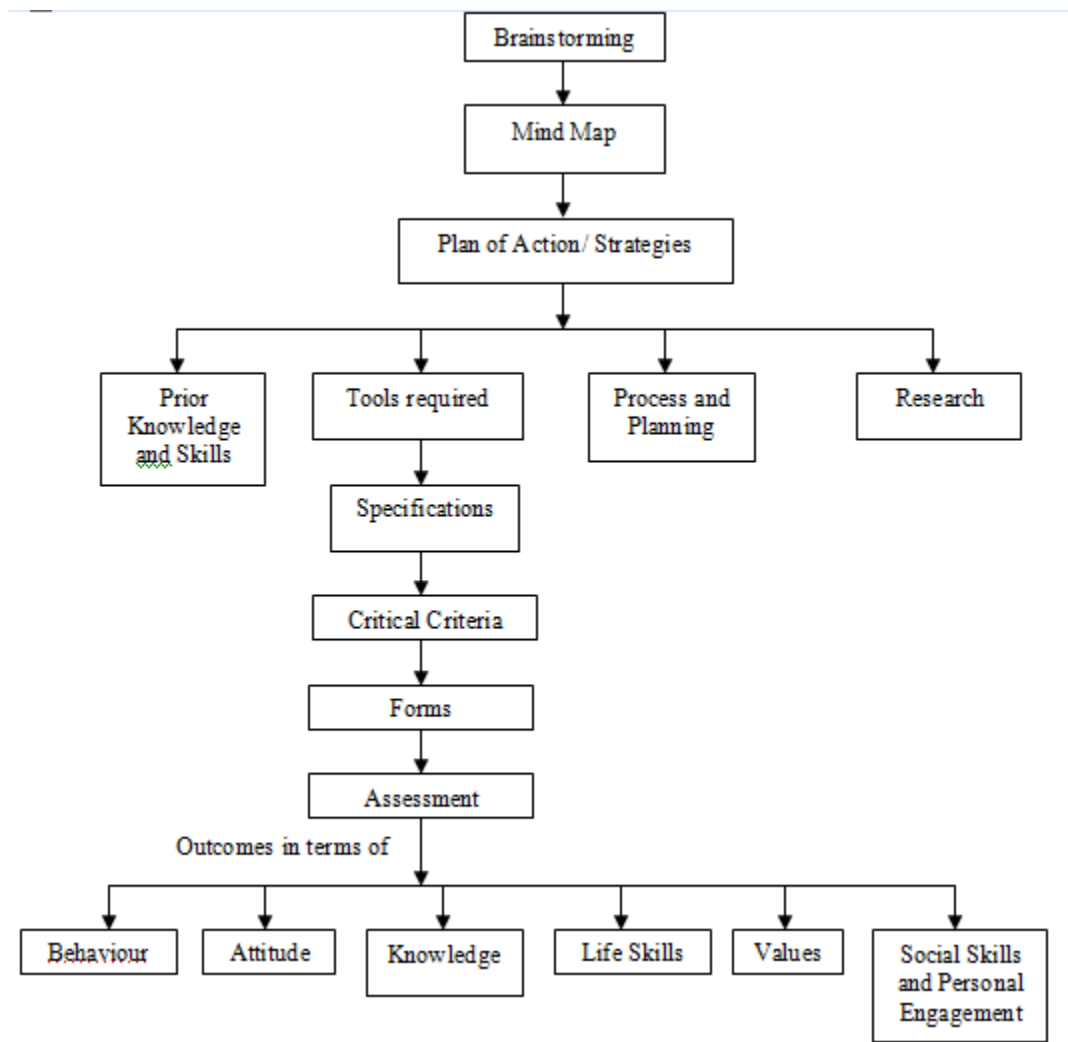 Brainstorming
Mind Map
Plan of Action/ Strategies
Prior
Knowledge
and Skills
Tools required
Process and
Planning
Research
Specifications
Critical Criteria
Forms
Assessment
Outcomes in terms of
Behaviour
Attitude
Knowledge
Life Skills
Values
Social Skills
and Personal
Engagement